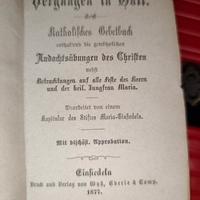 Vergnügen in Gott.
Katholisches Gebetbuch
enthaltend die gewöhnlichen
Andachtsübungen des Christen
nebst
Betrachtungen auf alle Feste des Herrn
und der heil. Jungfrau Maria.
Bearbeitet von einem
Kapitular des Stiftes Maria-Einsiedeln.
Mit bischöfl. Approbation.
Einsiedeln
Druck und Verlag von Wyß, Eberle & Comp.
1877.